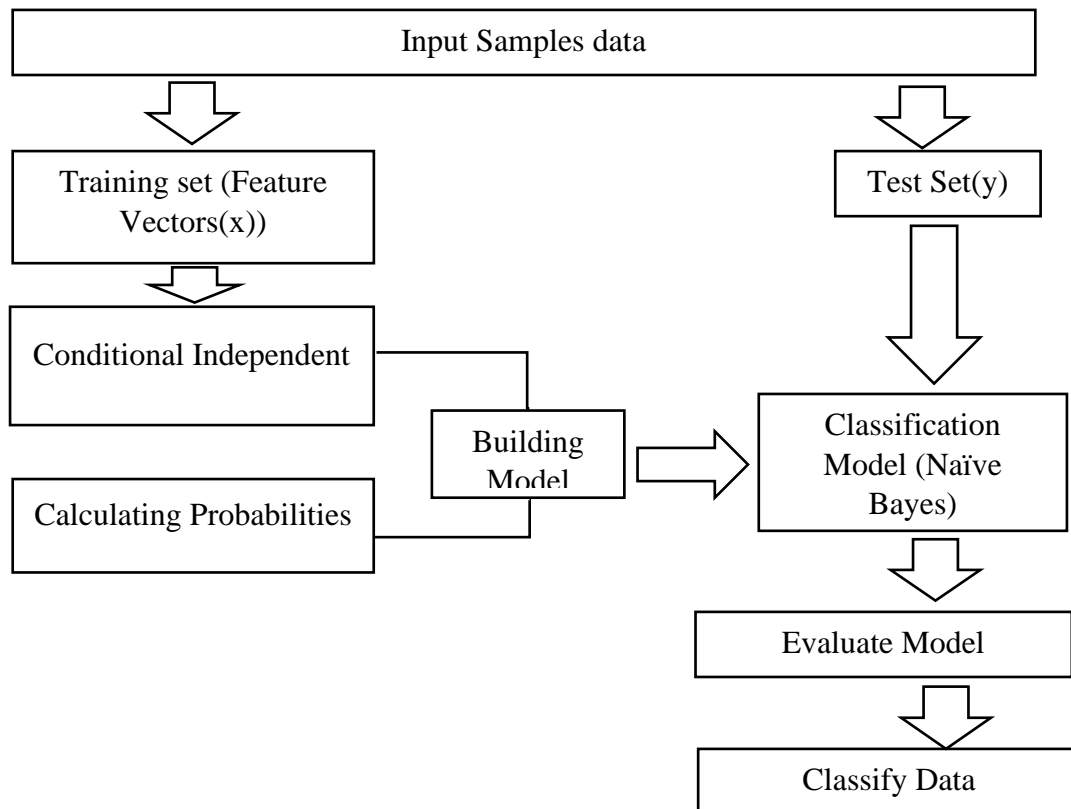 Input Samples data
Training set (Feature
Vectors(x))
Test Set(y)
Conditional Independent
Calculating Probabilities
Building
Model
Classification
Model (Naïve
Bayes)
Evaluate Model
Classify Data